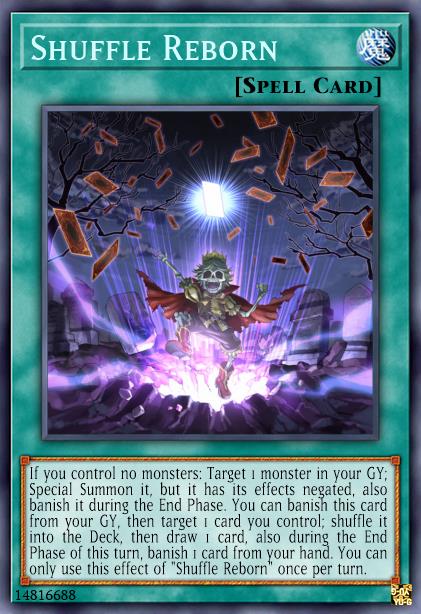 SHUFFLE REBORN
魔
[SPELL CARD]
If you control no monsters: Target 1 monster in your GY;
Special Summon it, but it has its effects negated, also
banish it during the End Phase. You can banish this card
from your GY, then target 1 card you control; shuffle it
into the Deck, then draw 1 card, also during the End
Phase of this turn, banish 1 card from your hand. You can
only use this effect of "Shuffle Reborn" once per turn.
14816688